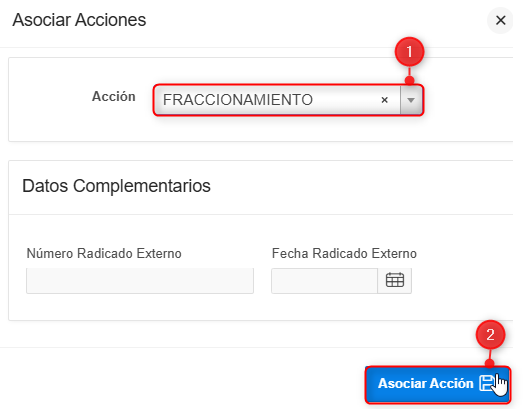 Asociar Acciones
1
Acción
FRACCIONAMIENTO
Datos Complementarios
Número Radicado Externo
Fecha Radicado Externo
2
Asociar Acción